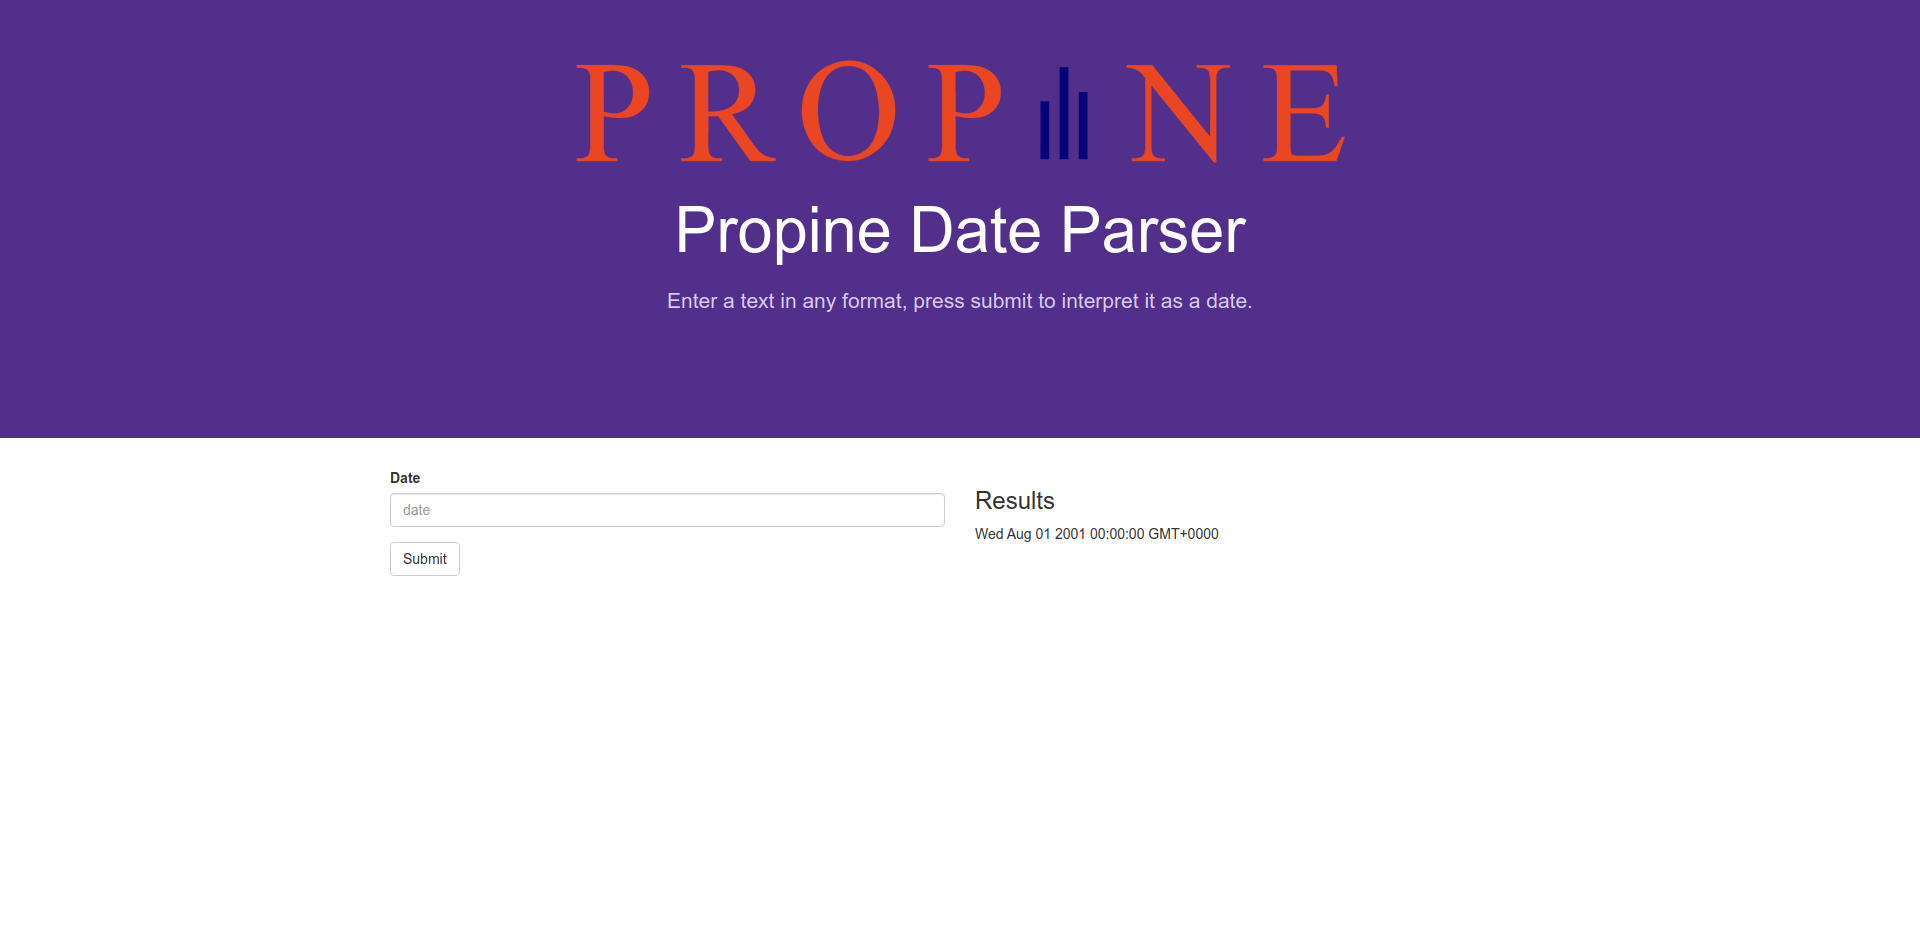 PROPINE
Propine Date Parser
Enter a text in any format, press submit to interpret it as a date.
Date
date
Submit
Results
Wed Aug 01 2001 00:00:00 GMT+0000